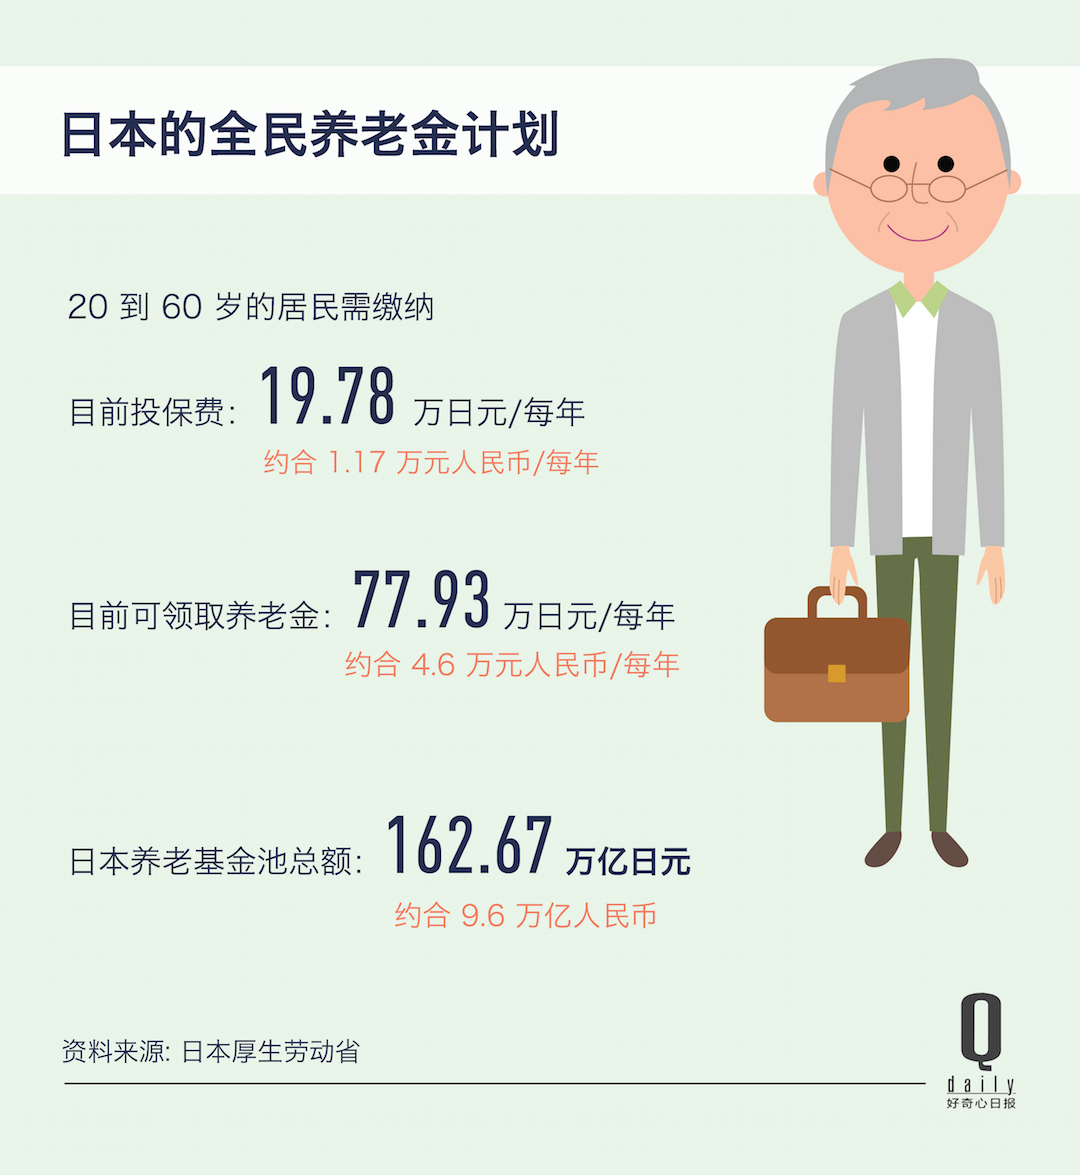 日本的全民养老金计划
20 到 60 岁的居民需缴纳
目前投保费：19.78 万日元/每年
约合 1.17 万元人民币/每年
目前可领取养老金：77.93 万日元/每年
约合 4.6 万元人民币/每年
日本养老基金池总额：162.67 万亿日元
约合 9.6 万亿人民币
资料来源: 日本厚生劳动省
Q
daily
好奇心日报